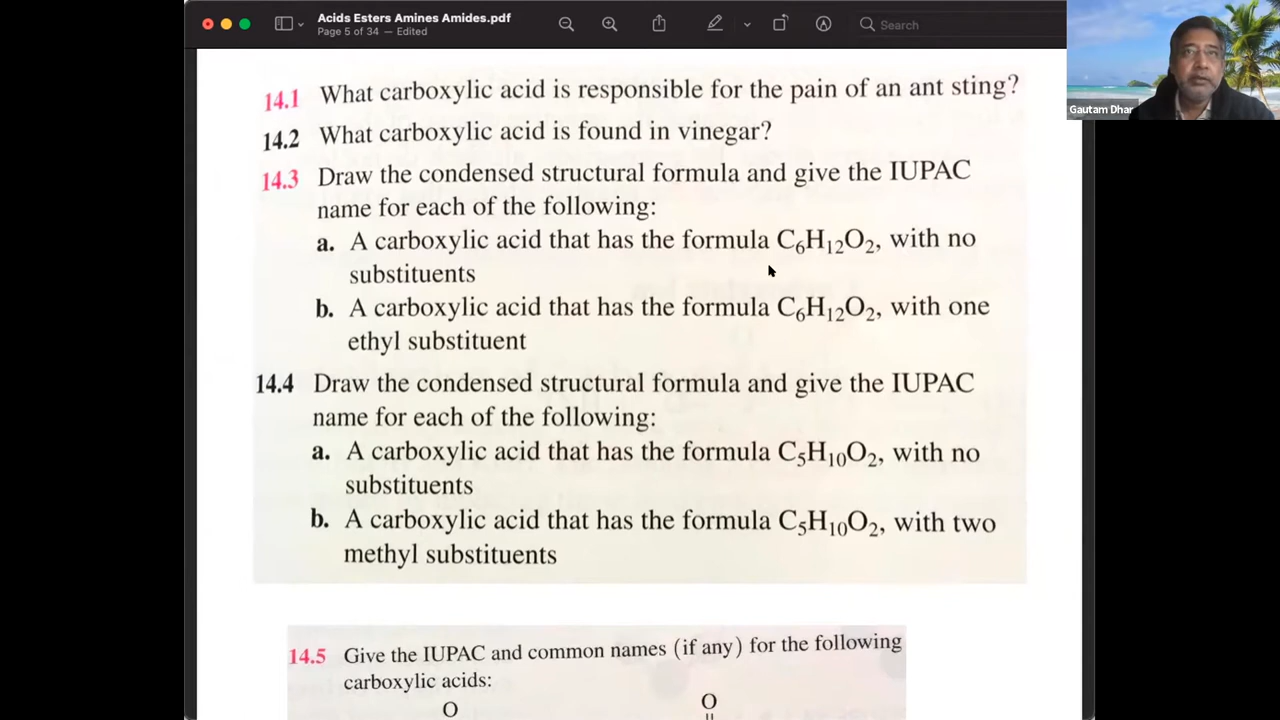 Acids Esters Amines Amides.pdf
Page 5 of 34 — Edited
Search
Gautam Dhar
14.1 What carboxylic acid is responsible for the pain of an ant sting?
14.2 What carboxylic acid is found in vinegar?
14.3 Draw the condensed structural formula and give the IUPAC
name for each of the following:
a. A carboxylic acid that has the formula C₆H₁₂O₂, with no
substituents
b. A carboxylic acid that has the formula C₆H₁₂O₂, with one
ethyl substituent
14.4 Draw the condensed structural formula and give the IUPAC
name for each of the following:
a. A carboxylic acid that has the formula C₅H₁₀O₂, with no
substituents
b. A carboxylic acid that has the formula C₅H₁₀O₂, with two
methyl substituents
14.5 Give the IUPAC and common names (if any) for the following
carboxylic acids:
O O